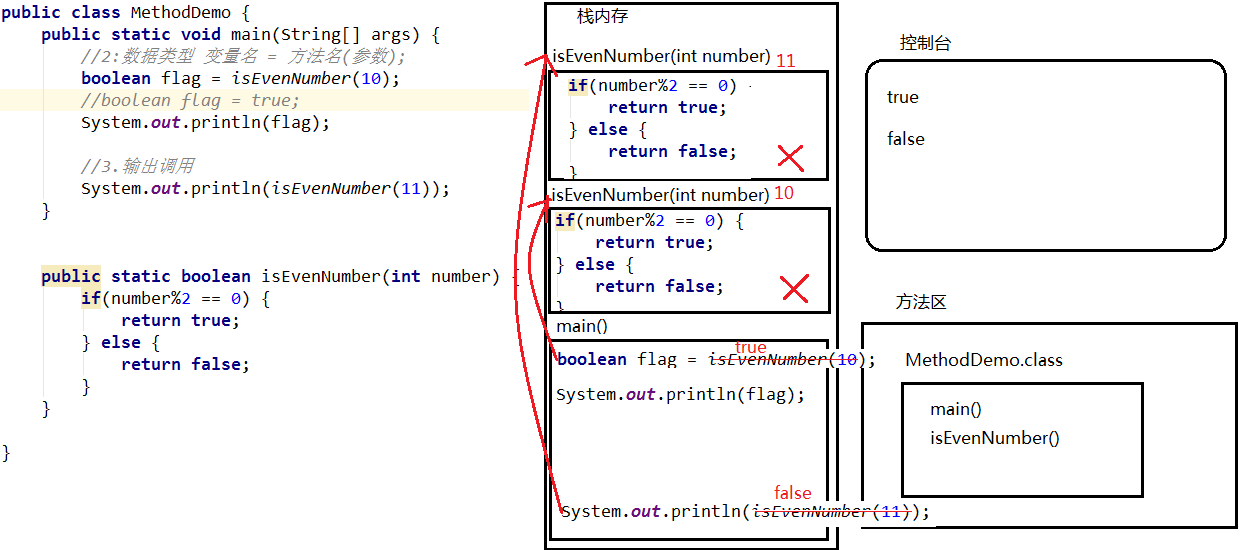 public class MethodDemo {
public static void main(String[] args) {
//2:数据类型 变量名 = 方法名(参数);
boolean flag = isEvenNumber(10);
//boolean flag = true;
System.out.println(flag);
//3.输出调用
System.out.println(isEvenNumber(11));
}
public static boolean isEvenNumber(int number) {
if(number%2 == 0) {
return true;
} else {
return false;
}
}
}
栈内存
isEvenNumber(int number) 11
if(number%2 == 0)
return true;
} else {
return false;
}
isEvenNumber(int number) 10
if(number%2 == 0) {
return true;
} else {
return false;
}
main()
true
boolean flag = isEvenNumber(10);
System.out.println(flag);
false
System.out.println(isEvenNumber(11));
控制台
true
false
方法区
MethodDemo.class
main()
isEvenNumber()